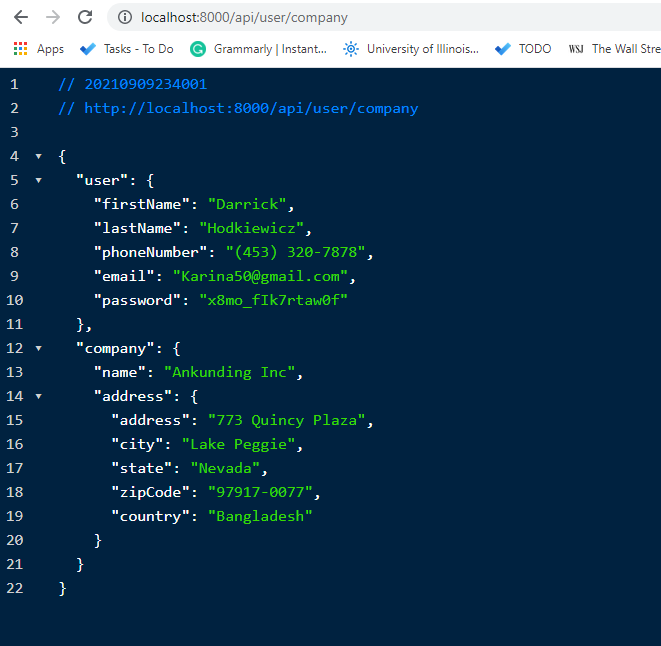 localhost:8000/api/user/company
Apps Tasks - To Do Grammarly | Instant... University of Illinois... TODO WSJ The Wall Stre
1 // 20210909234001
2 // http://localhost:8000/api/user/company
3
4 {
5 "user": {
6 "firstName": "Darrick",
7 "lastName": "Hodkiewicz",
8 "phoneNumber": "(453) 320-7878",
9 "email": "Karina50@gmail.com",
10 "password": "x8mo_fIk7rtaw0f"
11 },
12 "company": {
13 "name": "Ankunding Inc",
14 "address": {
15 "address": "773 Quincy Plaza",
16 "city": "Lake Peggie",
17 "state": "Nevada",
18 "zipCode": "97917-0077",
19 "country": "Bangladesh"
20 }
21 }
22 }